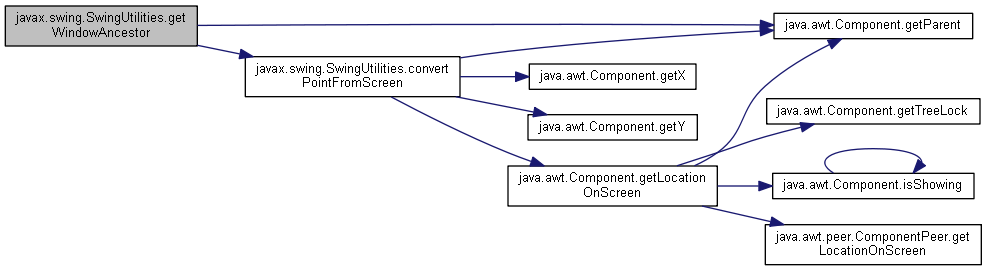 javax.swing.SwingUtilities.get
WindowAncestor
java.awt.Component.getParent
javax.swing.SwingUtilities.convert
PointFromScreen
java.awt.Component.getX
java.awt.Component.getY
java.awt.Component.getTreeLock
java.awt.Component.getLocation
OnScreen
java.awt.Component.isShowing
java.awt.peer.ComponentPeer.get
LocationOnScreen